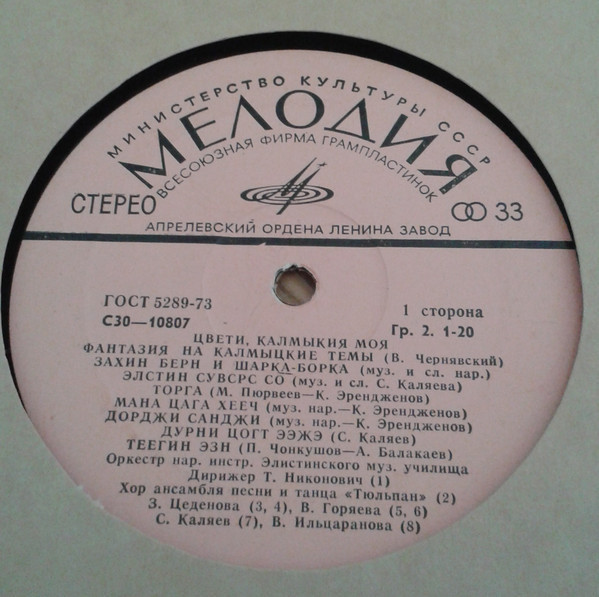 МИНИСТЕРСТВО КУЛЬТУРЫ СССР
МЕЛОДИЯ
ВСЕСОЮЗНАЯ ФИРМА ГРАМПЛАСТИНОК
СТЕРЕО
33
АПРЕЛЕВСКИЙ ОРДЕНА ЛЕНИНА ЗАВОД
ГОСТ 5289-73
1 сторона
С30—10807
Гр. 2. 1-20
ЦВЕТИ, КАЛМЫКИЯ МОЯ
ФАНТАЗИЯ НА КАЛМЫЦКИЕ ТЕМЫ (В. Чернявский)
ЗАХИН БЕРН И ШАРКА-БОРКА (муз. и сл. нар.)
ЭЛСТИН СУВСРС СО (муз. и сл. С. Каляева)
ТОРГА (М. Пюрвеев—К. Эрендженов)
МАНА ЦАГА ХЕЕЧ (муз. нар.—К. Эрендженов)
ДОРДЖИ САНДЖИ (муз. нар.—К. Эрендженов)
ДУРНИ ЦОГТ ЭЭЖЭ (С. Каляев)
ТЕЕГИН ЭЗН (П. Чонкушов—А. Балакаев)
Оркестр нар. инстр. Элистинского муз. училища
Дирижер Т. Никонович (1)
Хор ансамбля песни и танца «Тюльпан» (2)
З. Цеденова (3, 4), В. Горяева (5, 6)
С. Каляев (7), В. Ильцаранова (8)